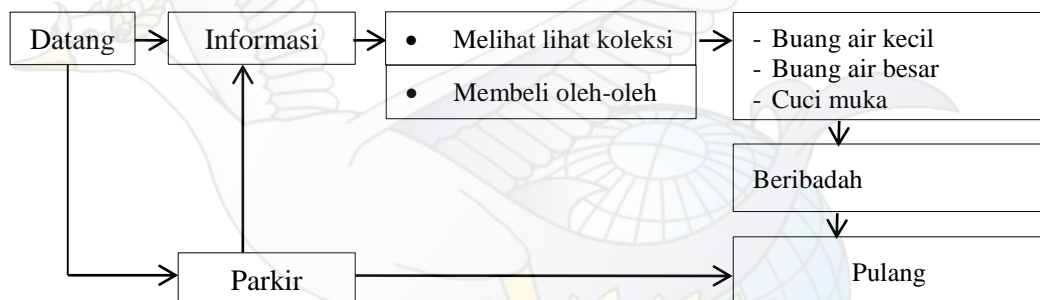 Datang
Informasi
• Melihat lihat koleksi
• Membeli oleh-oleh
- Buang air kecil
- Buang air besar
- Cuci muka
Beribadah
Parkir
Pulang